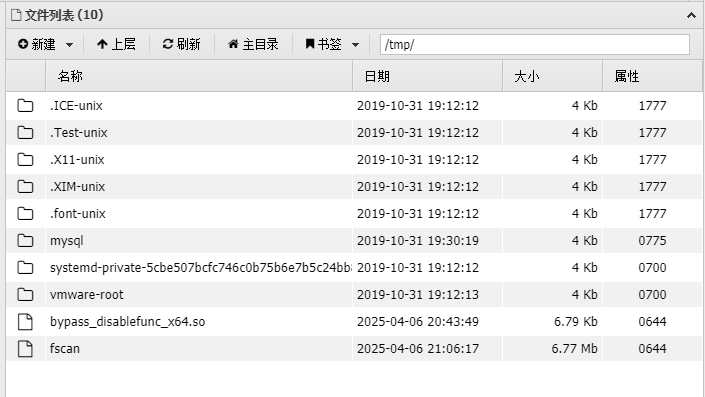 文件列表 (10)
新建 上层 刷新 主目录 书签 /tmp/
名称 日期 大小 属性
.ICE-unix 2019-10-31 19:12:12 4 Kb 1777
.Test-unix 2019-10-31 19:12:12 4 Kb 1777
.X11-unix 2019-10-31 19:12:12 4 Kb 1777
.XIM-unix 2019-10-31 19:12:12 4 Kb 1777
.font-unix 2019-10-31 19:12:12 4 Kb 1777
mysql 2019-10-31 19:30:19 4 Kb 0775
systemd-private-5cbe507bcfc746c0b75b6e7b5c24bb8 2019-10-31 19:12:12 4 Kb 0700
vmware-root 2019-10-31 19:12:13 4 Kb 0700
bypass_disablefunc_x64.so 2025-04-06 20:43:49 6.79 Kb 0644
fscan 2025-04-06 21:06:17 6.77 Mb 0644